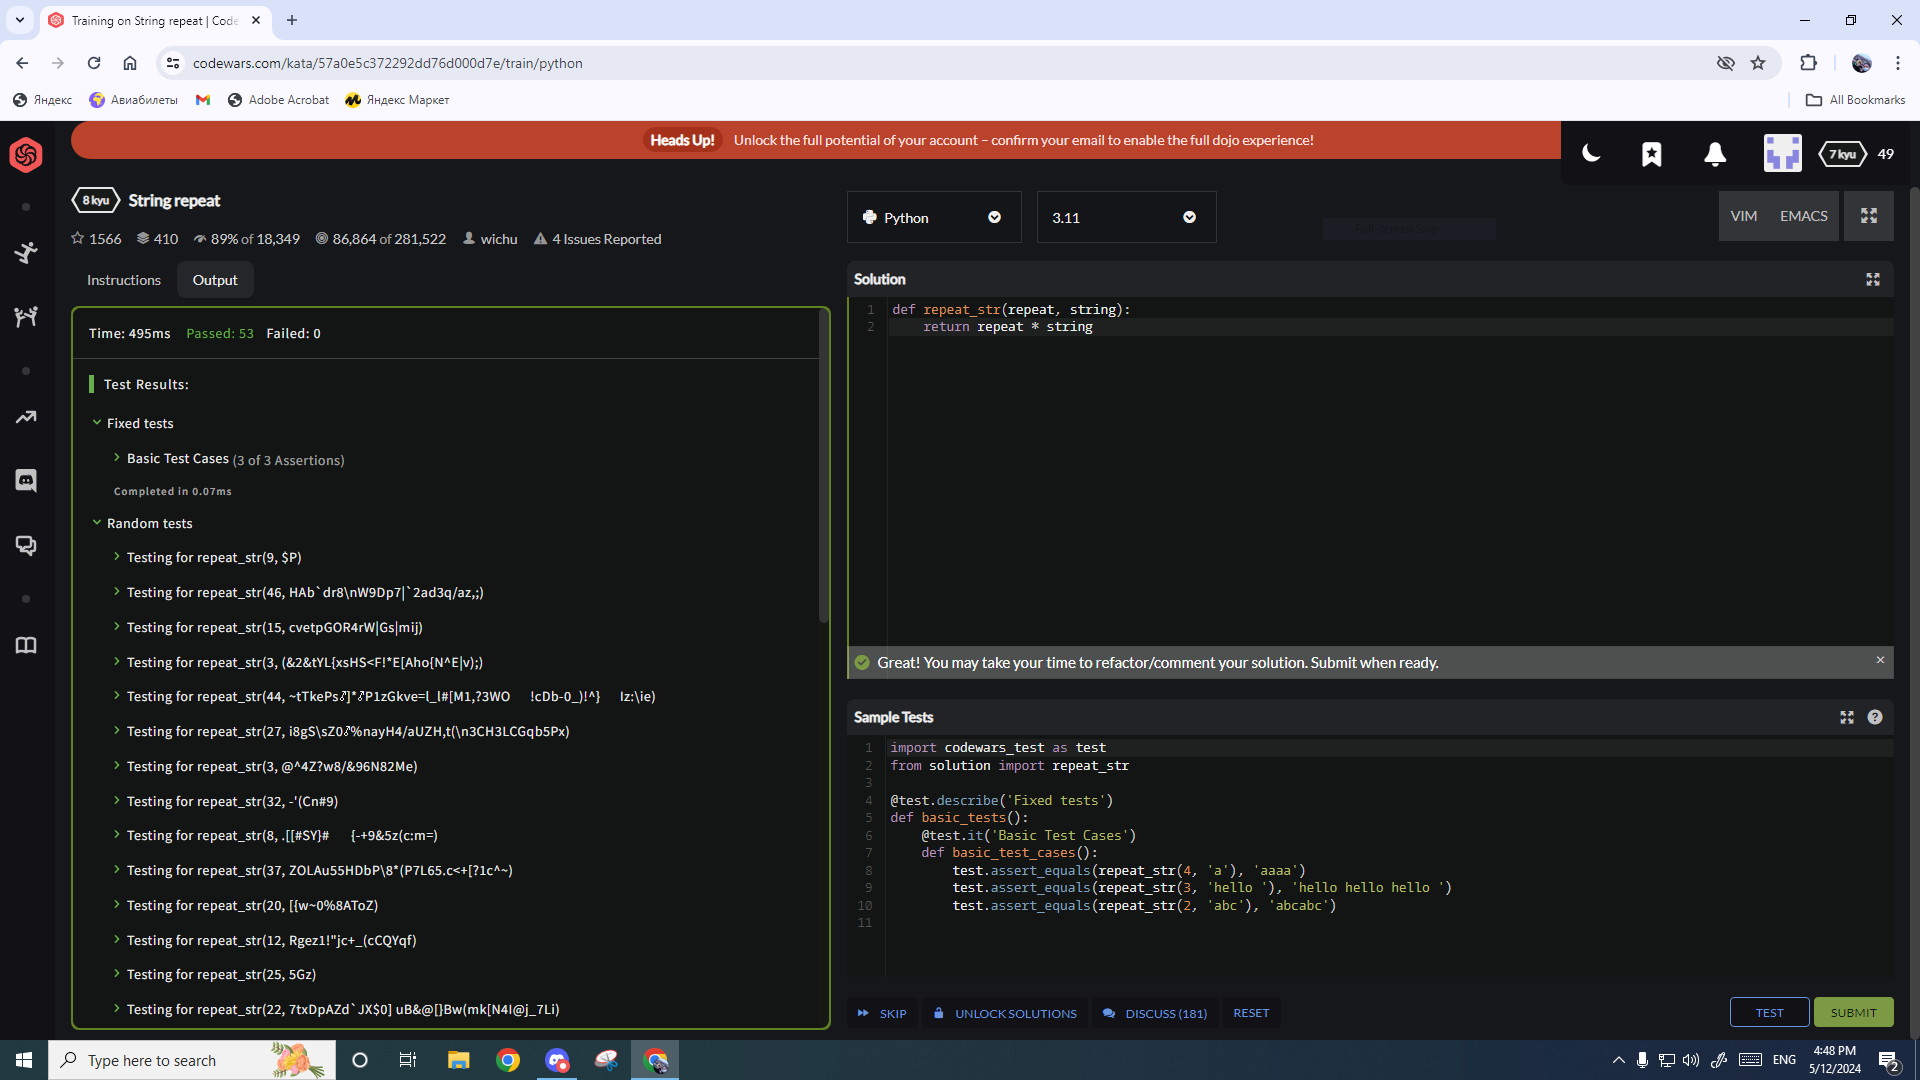 Training on String repeat | Code
codewars.com/kata/57a0e5c372292dd76d000d7e/train/python
Яндекс
Авиабилеты
Adobe Acrobat
Яндекс Маркет
All Bookmarks
Heads Up! Unlock the full potential of your account – confirm your email to enable the full dojo experience!
7 kyu 49
8 kyu String repeat
1566 410 89% of 18,349 86,864 of 281,522 wichu 4 Issues Reported
Instructions Output
Time: 495ms Passed: 53 Failed: 0
Test Results:
Fixed tests
Basic Test Cases (3 of 3 Assertions)
Completed in 0.07ms
Random tests
Testing for repeat_str(9, $P)
Testing for repeat_str(46, HAb`dr8\nW9Dp7|`2ad3q/az,;)
Testing for repeat_str(15, cvetpGOR4rW|Gs|mij)
Testing for repeat_str(3, (&2&tYL{xsHS<F!*E[Aho{N^E|v);)
Testing for repeat_str(44, ~tTkePs♂]*♂P1zGkve=l_l#[M1,?3WO !cDb-0_)!^} Iz:\ie)
Testing for repeat_str(27, i8gS\sZ0♂%nayH4/aUZH,t(\n3CH3LCGqb5Px)
Testing for repeat_str(3, @^4Z?w8/&96N82Me)
Testing for repeat_str(32, -'(Cn#9)
Testing for repeat_str(8, .[[#SY}# {-+9&5z(c:m=)
Testing for repeat_str(37, ZOLAu55HDbP\8*(P7L65.c<+[?1c^~)
Testing for repeat_str(20, [{w~0%8AToZ)
Testing for repeat_str(12, Rgez1!"jc+_(cCQYqf)
Testing for repeat_str(25, 5Gz)
Testing for repeat_str(22, 7txDpAZd`JX$0] uB&@[}Bw(mk[N4I@j_7Li)
Python
3.11
VIM EMACS
Solution
1 def repeat_str(repeat, string):
2 return repeat * string
Great! You may take your time to refactor/comment your solution. Submit when ready.
Sample Tests
1 import codewars_test as test
2 from solution import repeat_str
3
4 @test.describe('Fixed tests')
5 def basic_tests():
6 @test.it('Basic Test Cases')
7 def basic_test_cases():
8 test.assert_equals(repeat_str(4, 'a'), 'aaaa')
9 test.assert_equals(repeat_str(3, 'hello '), 'hello hello hello ')
10 test.assert_equals(repeat_str(2, 'abc'), 'abcabc')
11
SKIP UNLOCK SOLUTIONS DISCUSS (181) RESET
TEST SUBMIT
Type here to search
ENG
4:48 PM
5/12/2024
2